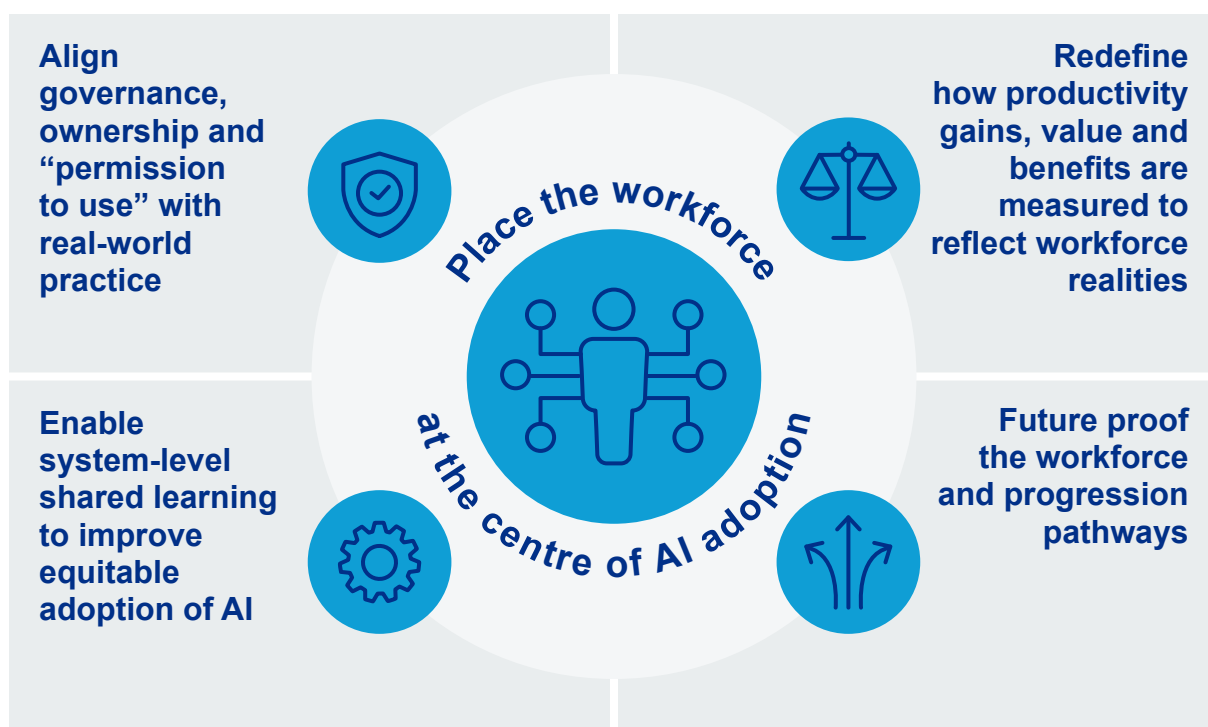 Align
governance,
ownership and
“permission
to use” with
real-world
practice
Redefine
how productivity
gains, value and
benefits are
measured to
reflect workforce
realities
Place the workforce
at the centre of AI adoption
Enable
system-level
shared learning
to improve
equitable
adoption of AI
Future proof
the workforce
and progression
pathways